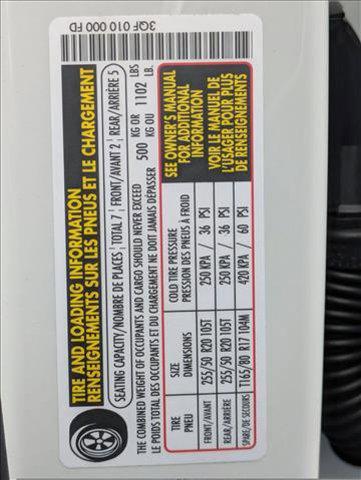 3QF 010 000 FD
TIRE AND LOADING INFORMATION
RENSEIGNEMENTS SUR LES PNEUS ET LE CHARGEMENT
SEATING CAPACITY/NOMBRE DE PLACES | TOTAL 7 | FRONT/AVANT 2 | REAR/ARRIÈRE 5
THE COMBINED WEIGHT OF OCCUPANTS AND CARGO SHOULD NEVER EXCEED 500 KG OR 1102 LBS
LE POIDS TOTAL DES OCCUPANTS ET DU CHARGEMENT NE DOIT JAMAIS DÉPASSER 500 KG OU 1102 LB.
TIRE SIZE COLD TIRE PRESSURE
PNEU DIMENSIONS PRESSION DES PNEUS À FROID
FRONT/AVANT 255/50 R20 105T 250 KPA / 36 PSI
REAR/ARRIÈRE 255/50 R20 105T 250 KPA / 36 PSI
SPARE/DE SECOURS T165/80 R17 104M 420 KPA / 60 PSI
SEE OWNER'S MANUAL
FOR ADDITIONAL
INFORMATION
VOIR LE MANUEL DE
L'USAGER POUR PLUS
DE RENSEIGNEMENTS